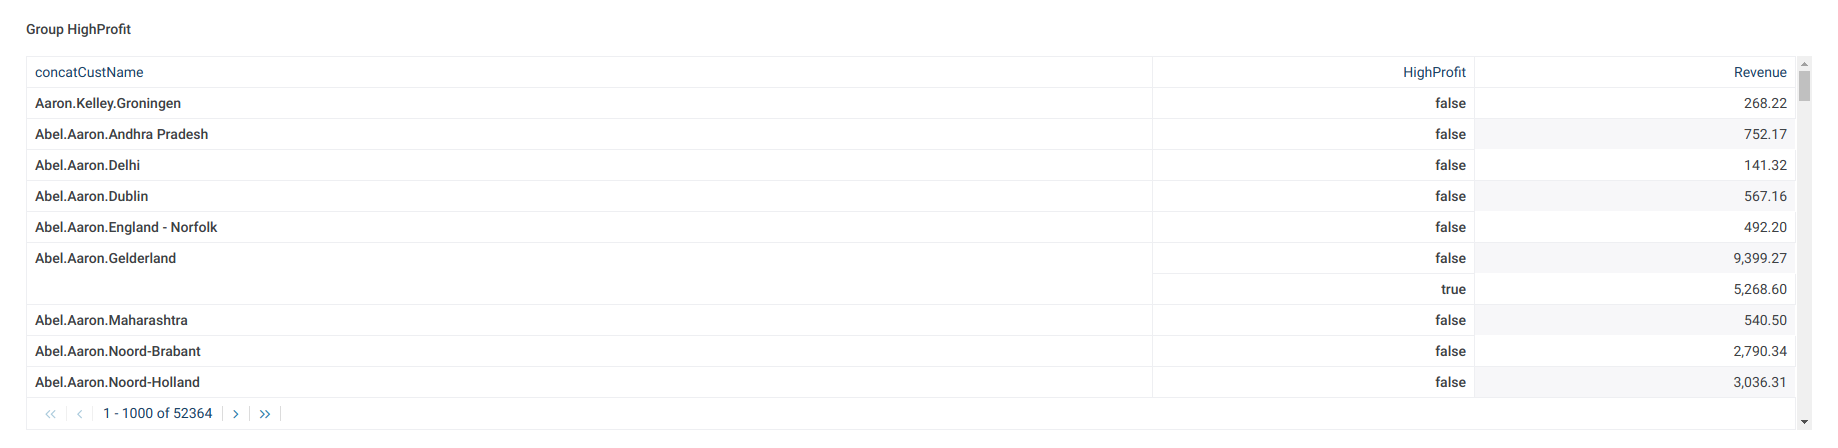 Group HighProfit
concatCustName HighProfit Revenue
Aaron.Kelley.Groningen false 268.22
Abel.Aaron.Andhra Pradesh false 752.17
Abel.Aaron.Delhi false 141.32
Abel.Aaron.Dublin false 567.16
Abel.Aaron.England - Norfolk false 492.20
Abel.Aaron.Gelderland false 9,399.27
true 5,268.60
Abel.Aaron.Maharashtra false 540.50
Abel.Aaron.Noord-Brabant false 2,790.34
Abel.Aaron.Noord-Holland false 3,036.31
1 - 1000 of 52364